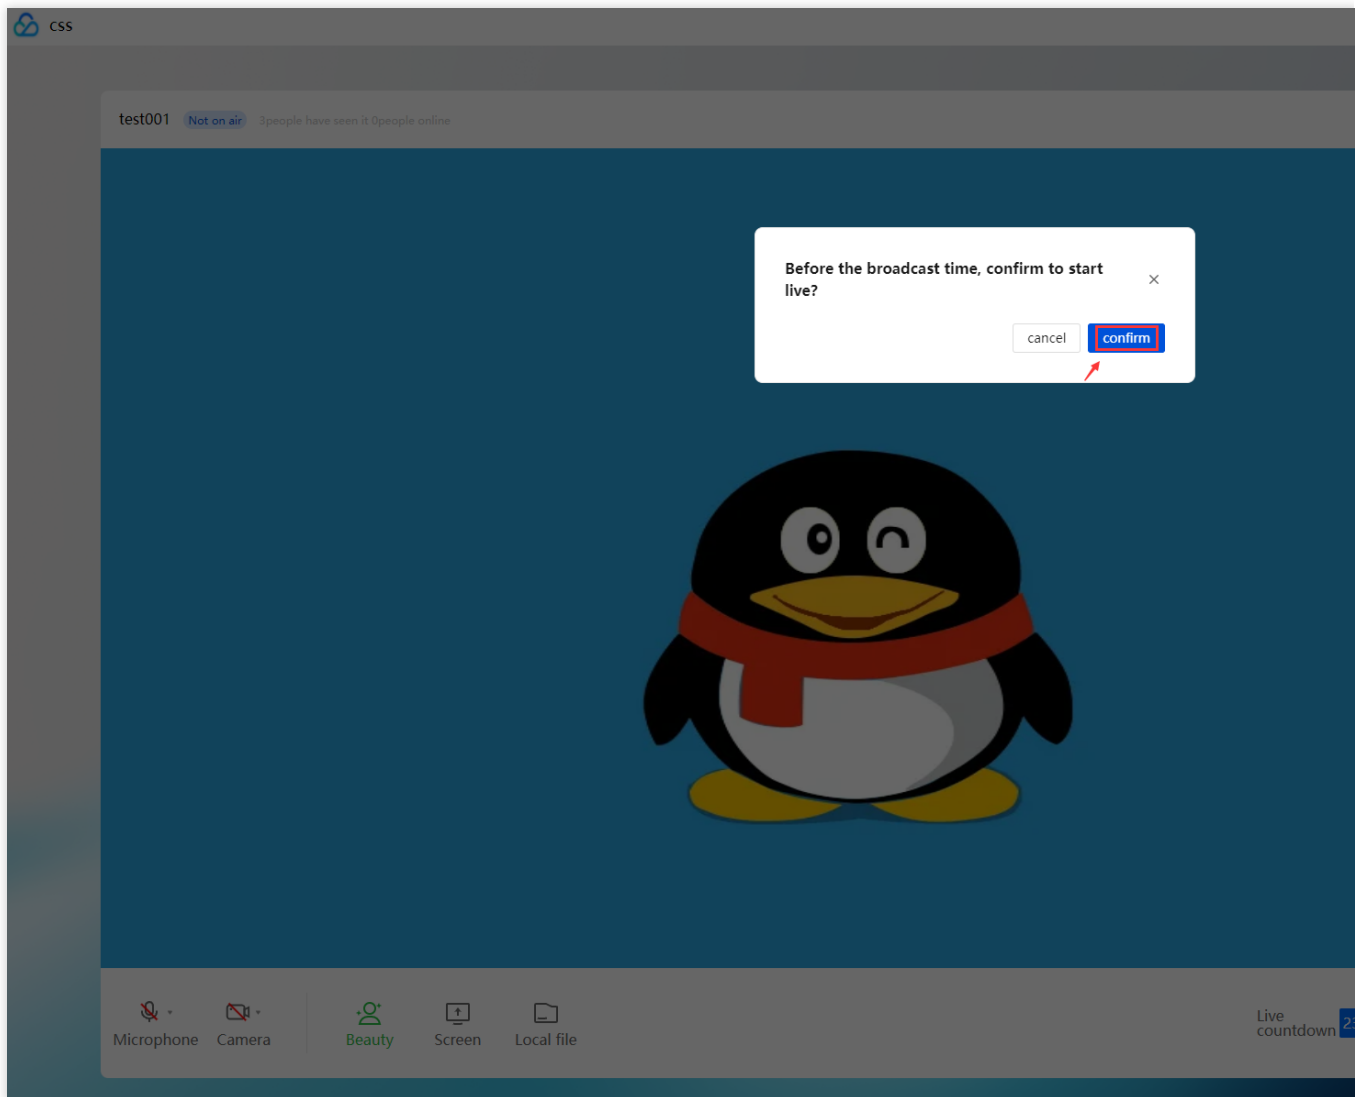 CSS
test001 Not on air 3people have seen it 0people online
Before the broadcast time, confirm to start
live?
cancel confirm
Microphone Camera Beauty Screen Local file
Live
countdown